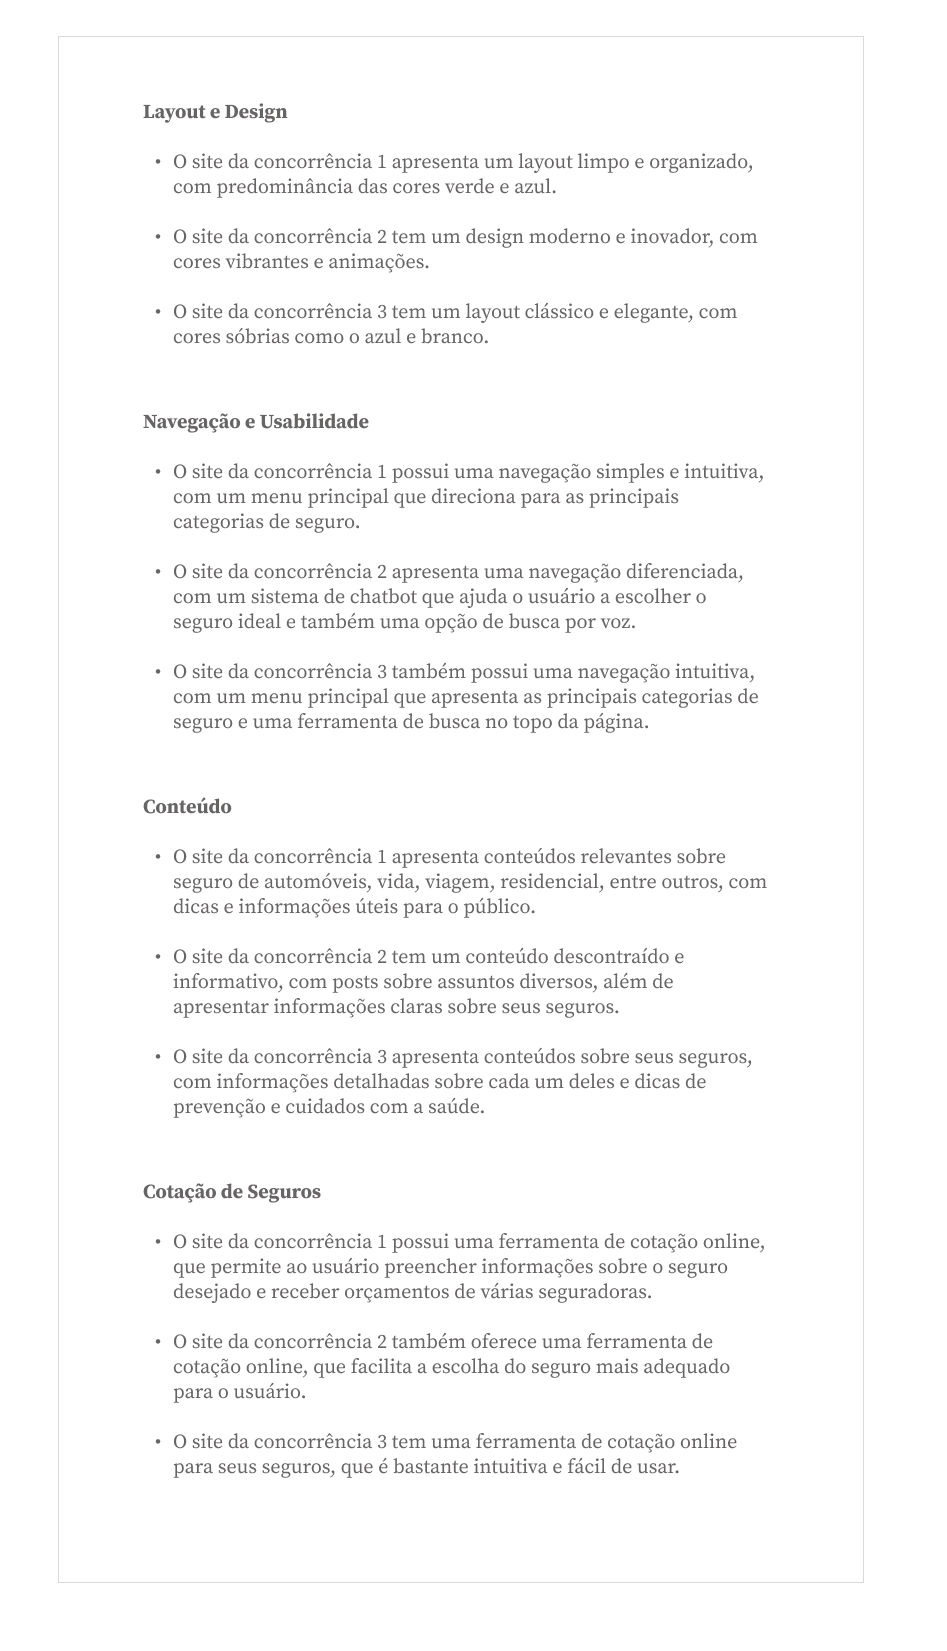 Layout e Design
• O site da concorrência 1 apresenta um layout limpo e organizado,
com predominância das cores verde e azul.
• O site da concorrência 2 tem um design moderno e inovador, com
cores vibrantes e animações.
• O site da concorrência 3 tem um layout clássico e elegante, com
cores sóbrias como o azul e branco.
Navegação e Usabilidade
• O site da concorrência 1 possui uma navegação simples e intuitiva,
com um menu principal que direciona para as principais
categorias de seguro.
• O site da concorrência 2 apresenta uma navegação diferenciada,
com um sistema de chatbot que ajuda o usuário a escolher o
seguro ideal e também uma opção de busca por voz.
• O site da concorrência 3 também possui uma navegação intuitiva,
com um menu principal que apresenta as principais categorias de
seguro e uma ferramenta de busca no topo da página.
Conteúdo
• O site da concorrência 1 apresenta conteúdos relevantes sobre
seguro de automóveis, vida, viagem, residencial, entre outros, com
dicas e informações úteis para o público.
• O site da concorrência 2 tem um conteúdo descontraído e
informativo, com posts sobre assuntos diversos, além de
apresentar informações claras sobre seus seguros.
• O site da concorrência 3 apresenta conteúdos sobre seus seguros,
com informações detalhadas sobre cada um deles e dicas de
prevenção e cuidados com a saúde.
Cotação de Seguros
• O site da concorrência 1 possui uma ferramenta de cotação online,
que permite ao usuário preencher informações sobre o seguro
desejado e receber orçamentos de várias seguradoras.
• O site da concorrência 2 também oferece uma ferramenta de
cotação online, que facilita a escolha do seguro mais adequado
para o usuário.
• O site da concorrência 3 tem uma ferramenta de cotação online
para seus seguros, que é bastante intuitiva e fácil de usar.